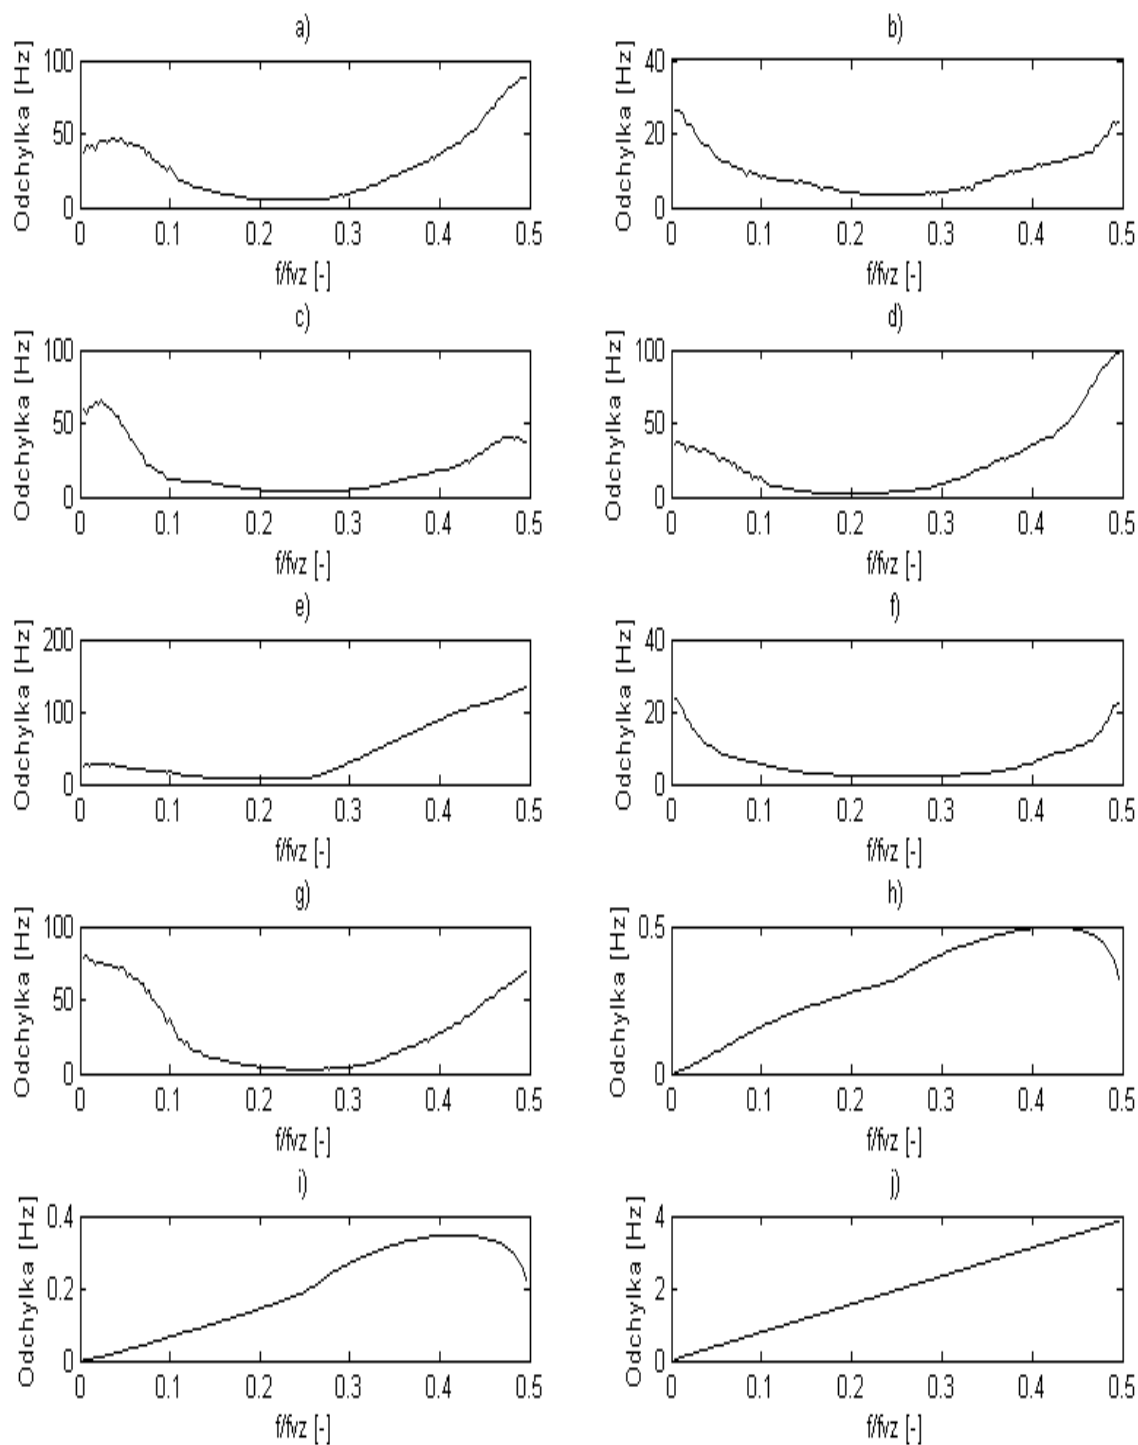 a) b)
Odchylka [Hz] 100 50 0 Odchylka [Hz] 40 20 0
0 0.1 0.2 0.3 0.4 0.5 0 0.1 0.2 0.3 0.4 0.5
f/fvz [-] f/fvz [-]
c) d)
Odchylka [Hz] 100 50 0 Odchylka [Hz] 100 50 0
0 0.1 0.2 0.3 0.4 0.5 0 0.1 0.2 0.3 0.4 0.5
f/fvz [-] f/fvz [-]
e) f)
Odchylka [Hz] 200 100 0 Odchylka [Hz] 40 20 0
0 0.1 0.2 0.3 0.4 0.5 0 0.1 0.2 0.3 0.4 0.5
f/fvz [-] f/fvz [-]
g) h)
Odchylka [Hz] 100 50 0 Odchylka [Hz] 0.5 0
0 0.1 0.2 0.3 0.4 0.5 0 0.1 0.2 0.3 0.4 0.5
f/fvz [-] f/fvz [-]
i) j)
Odchylka [Hz] 0.4 0.2 0 Odchylka [Hz] 4 2 0
0 0.1 0.2 0.3 0.4 0.5 0 0.1 0.2 0.3 0.4 0.5
f/fvz [-] f/fvz [-]